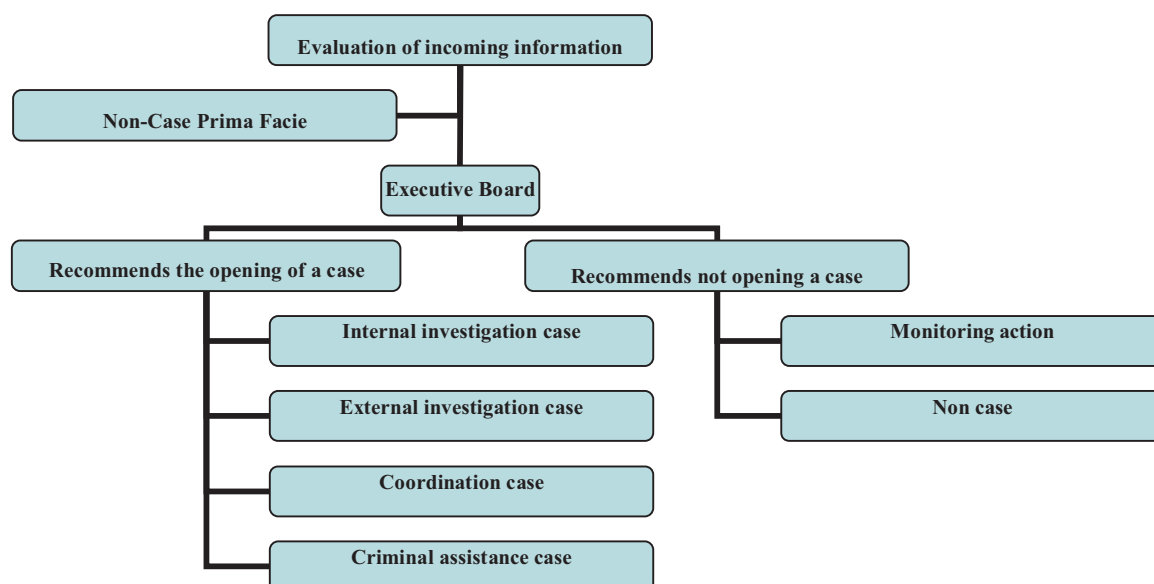 Evaluation of incoming information
Non-Case Prima Facie
Executive Board
Recommends the opening of a case
Recommends not opening a case
Internal investigation case
Monitoring action
External investigation case
Non case
Coordination case
Criminal assistance case